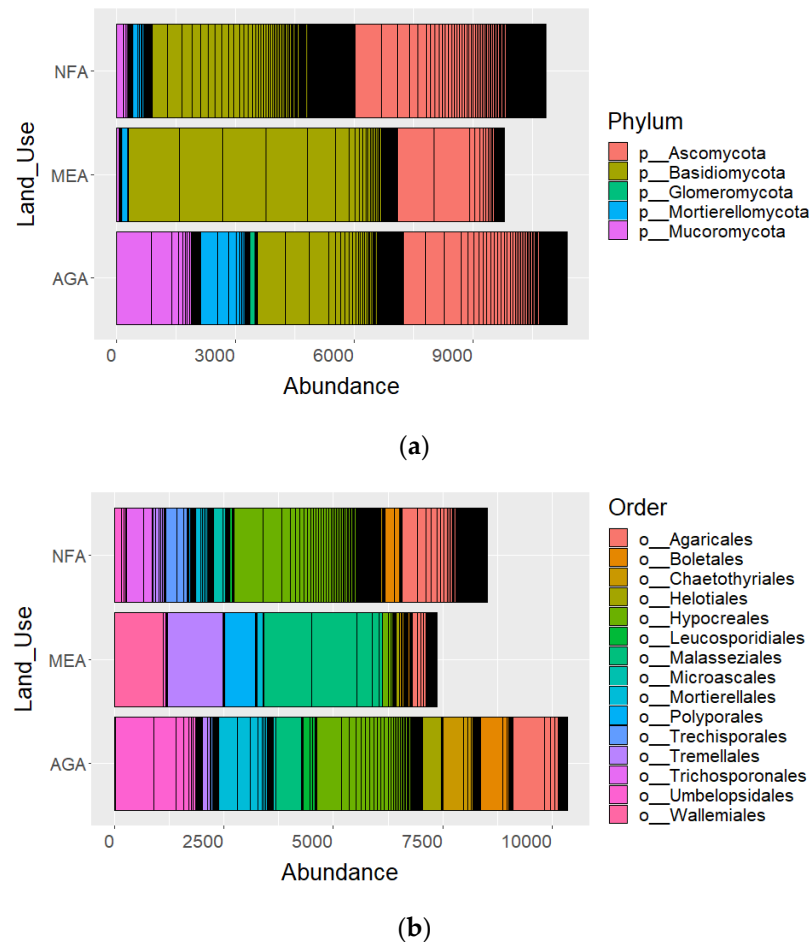 NFA
MEA
AGA
Land_Use
0
3000
6000
9000
Abundance
Phylum
p__Ascomycota
p__Basidiomycota
p__Glomeromycota
p__Mortierellomycota
p__Mucoromycota
(a)
NFA
MEA
AGA
Land_Use
0
2500
5000
7500
10000
Abundance
Order
o__Agaricales
o__Boletales
o__Chaetothyriales
o__Helotiales
o__Hypocreales
o__Leucosporidiales
o__Malasseziales
o__Microascales
o__Mortierellales
o__Polyporales
o__Trechisporales
o__Tremellales
o__Trichosporonales
o__Umbelopsidales
o__Wallemiales
(b)